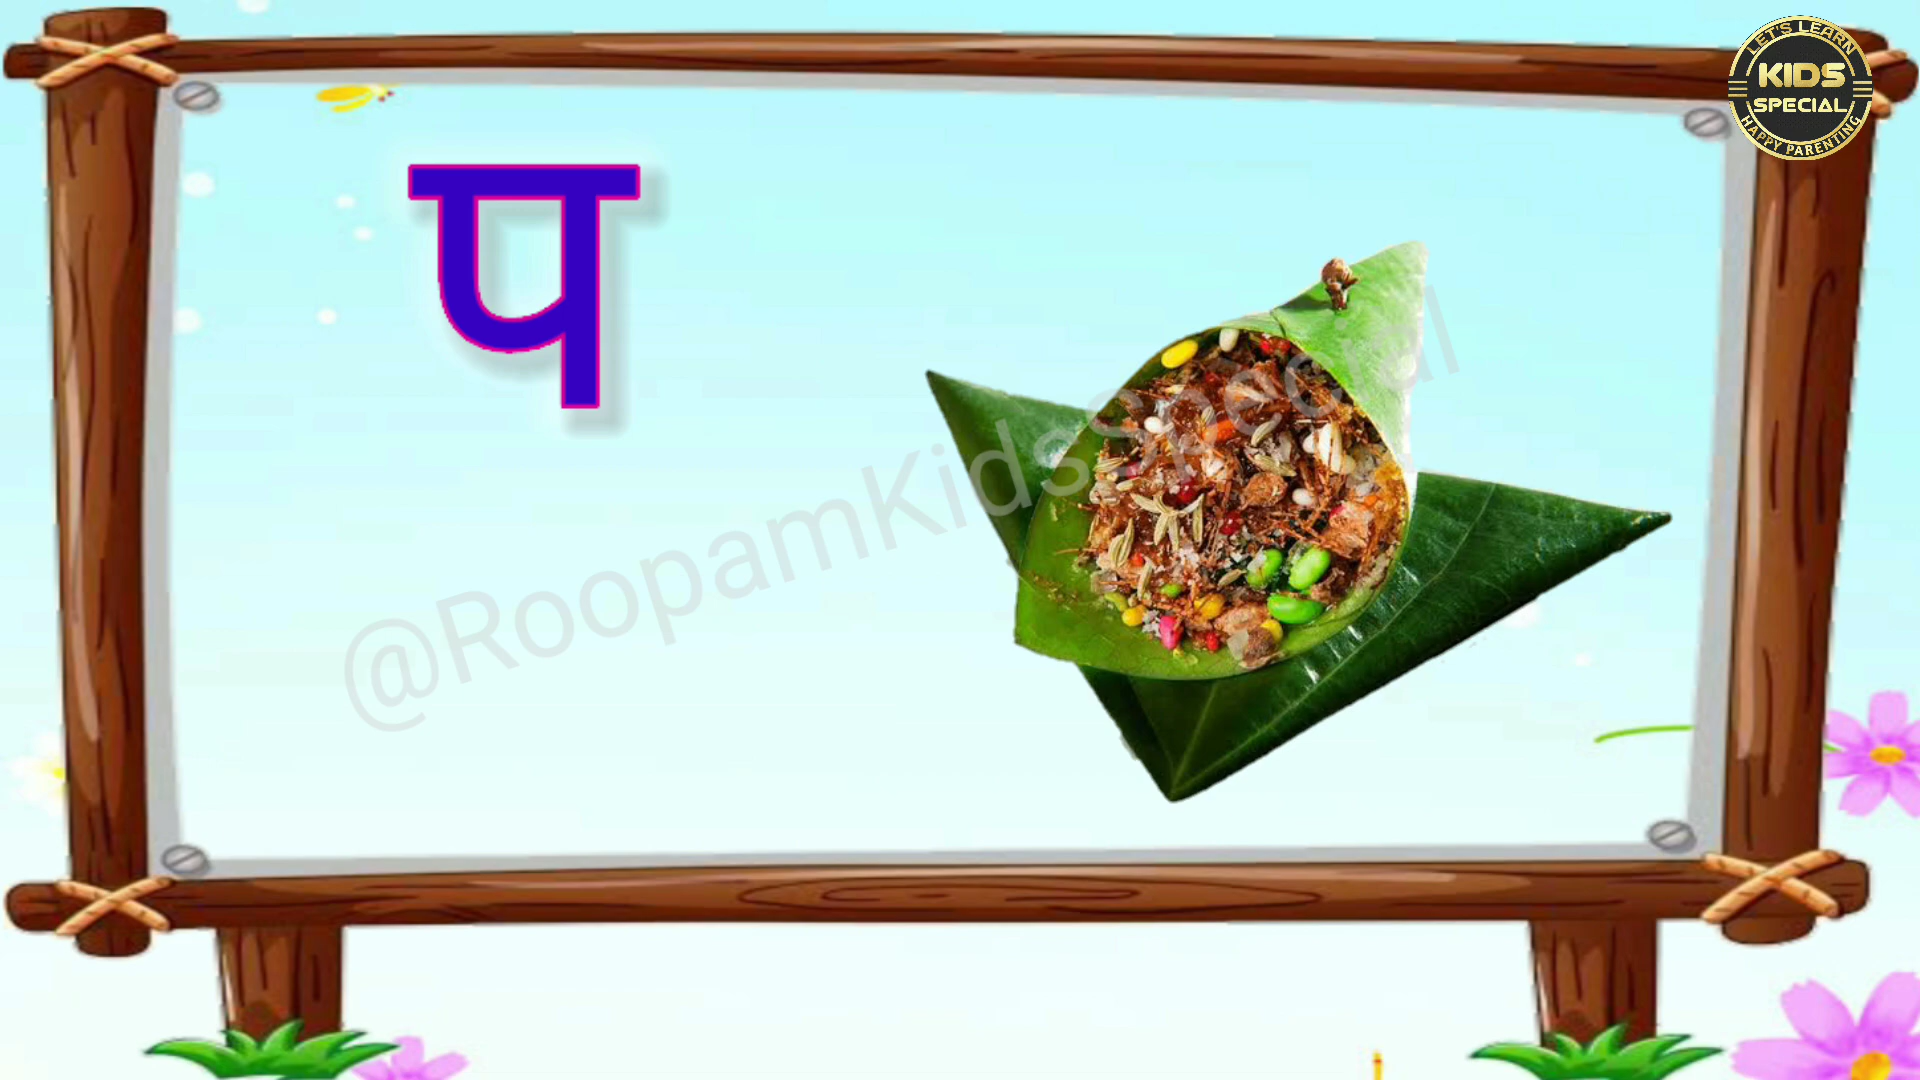 LET'S LEARN
KIDS
SPECIAL
HAPPY PARENTING
प
@RoopamKidsSpecial